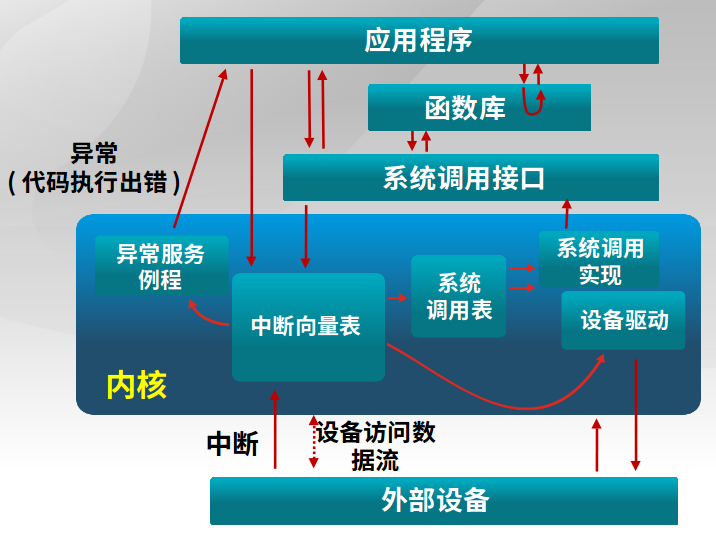 应用程序
函数库
异常
(代码执行出错)
系统调用接口
异常服务
例程
系统调用
实现
系统
调用表
中断向量表
设备驱动
内核
中断
设备访问数
据流
外部设备